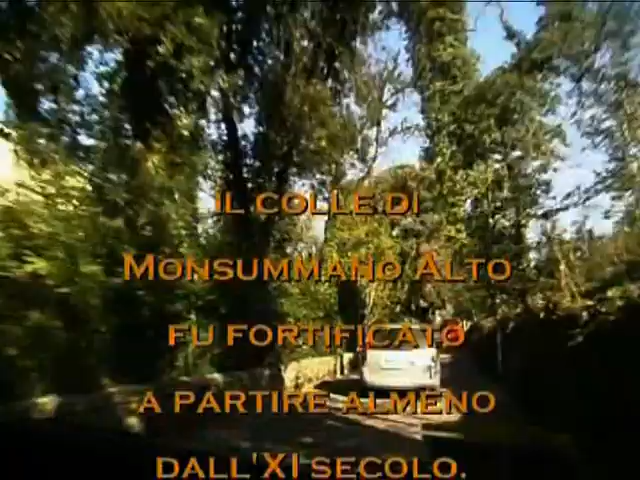 IL COLLE DI
MONSUMMANO ALTO
FU FORTIFICATO
A PARTIRE ALMENO
DALL'XI SECOLO.